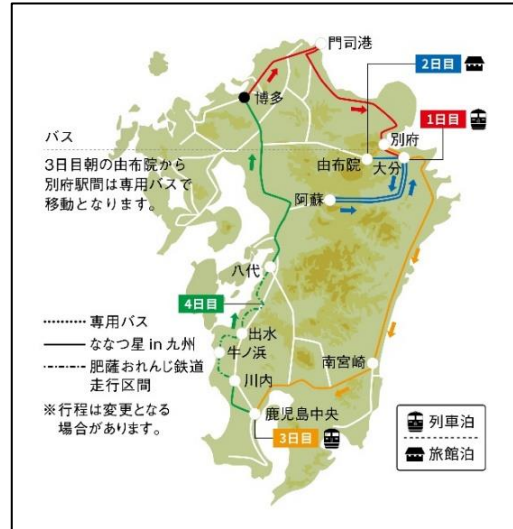 門司港
2日目
博多
1日目
バス
別府
3日目朝の由布院から
別府駅間は専用バスで
移動となります。
由布院
大分
阿蘇
八代
4日目
専用バス
ななつ星 in 九州
肥薩おれんじ鉄道
走行区間
※行程は変更となる
場合があります。
出水
牛ノ浜
川内
南宮崎
鹿児島中央
3日目
列車泊
旅館泊